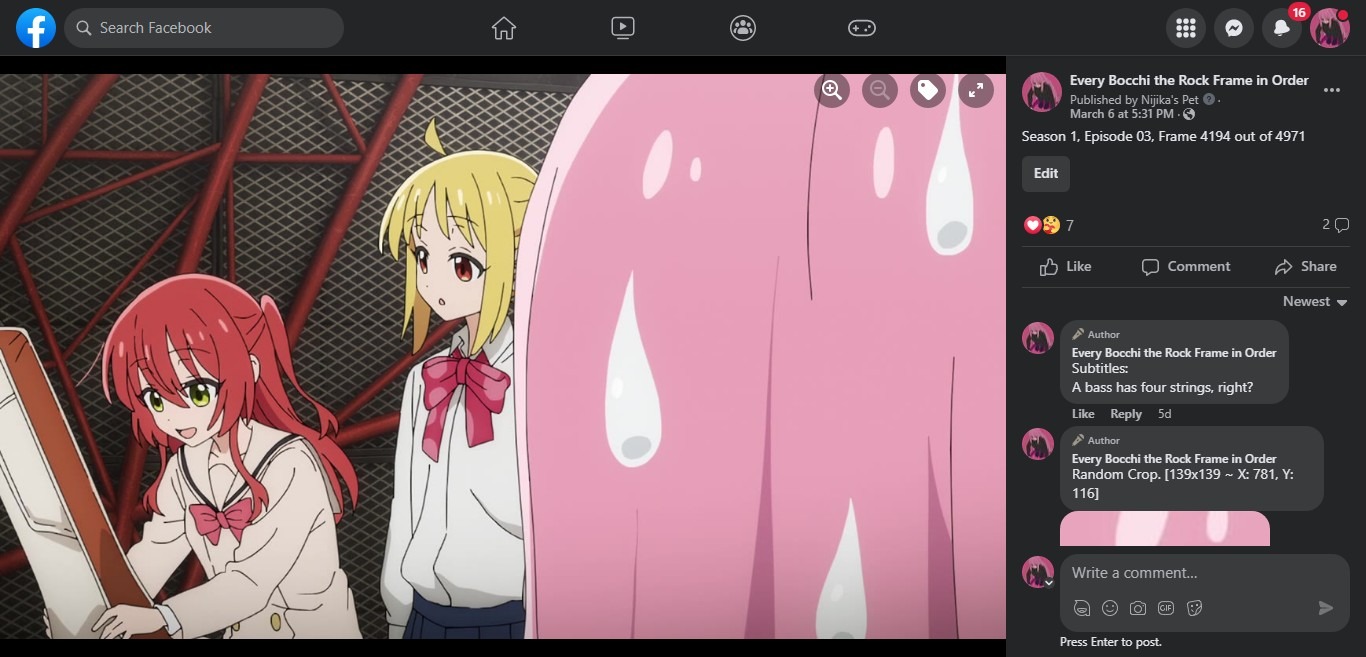 Search Facebook
16
Every Bocchi the Rock Frame in Order
Published by Nijika's Pet ·
March 6 at 5:31 PM ·
Season 1, Episode 03, Frame 4194 out of 4971
Edit
7
2
Like
Comment
Share
Newest
Author
Every Bocchi the Rock Frame in Order
Subtitles:
A bass has four strings, right?
Like Reply 5d
Author
Every Bocchi the Rock Frame in Order
Random Crop. [139x139 ~ X: 781, Y:
116]
Write a comment...
GIF
Press Enter to post.